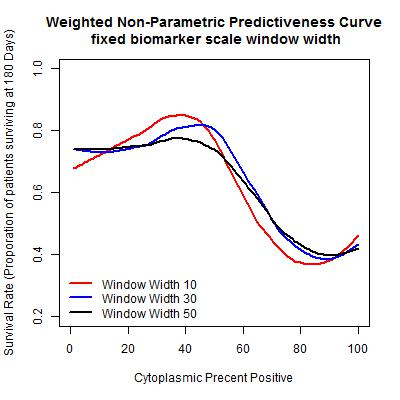 Weighted Non-Parametric Predictiveness Curve
fixed biomarker scale window width
Survival Rate (Proporation of patients surviving at 180 Days)
1.0
0.8
0.6
0.4
0.2
Window Width 10
Window Width 30
Window Width 50
0 20 40 60 80 100
Cytoplasmic Precent Positive